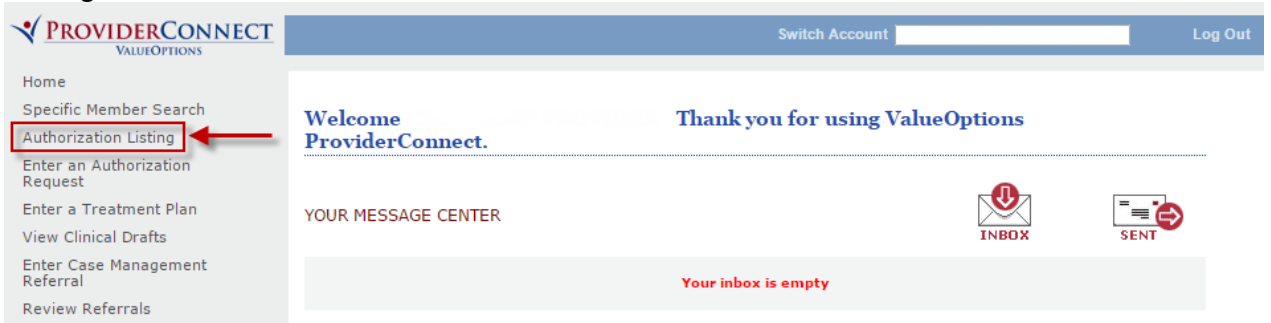 PROVIDERCONNECT
VALUEOPTIONS
Switch Account
Log Out
Home
Specific Member Search
Authorization Listing
Enter an Authorization
Request
Enter a Treatment Plan
View Clinical Drafts
Enter Case Management
Referral
Review Referrals
Welcome Thank you for using ValueOptions
ProviderConnect.
YOUR MESSAGE CENTER
INBOX
SENT
Your inbox is empty